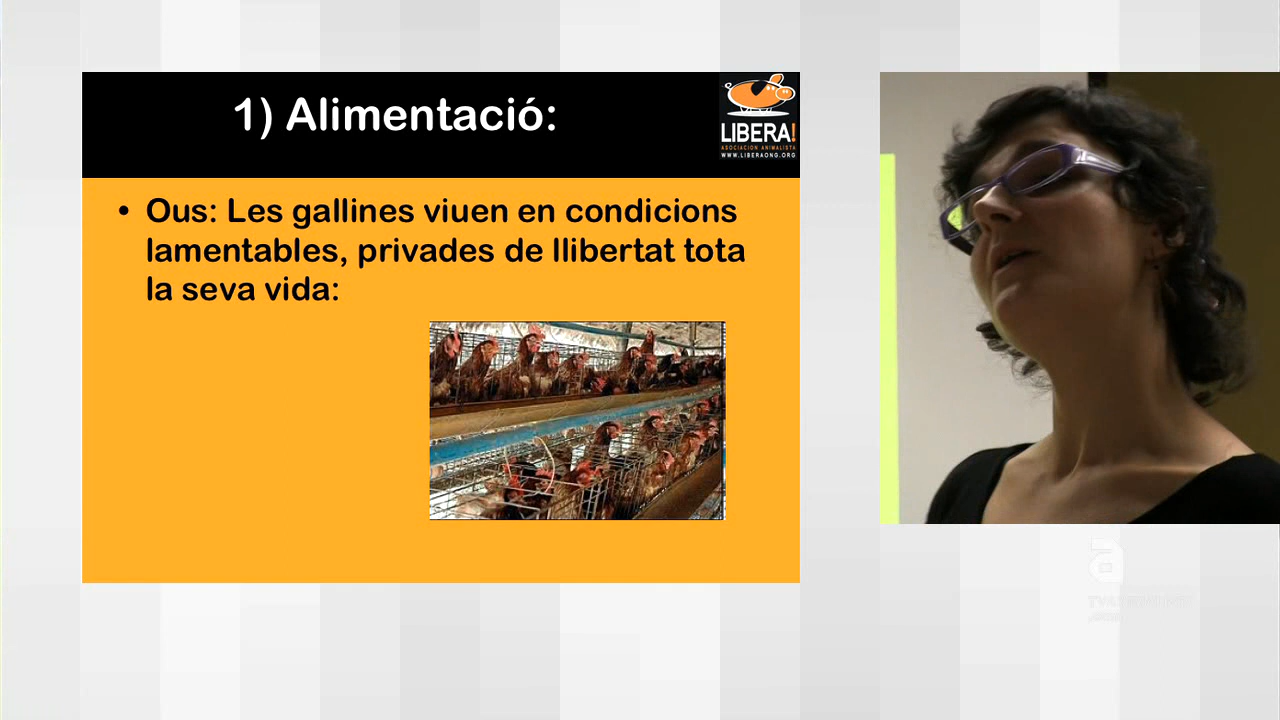 1) Alimentació:
LIBERA!
ASOCIACION ANIMALISTA
WWW.LIBERAONG.ORG
• Ous: Les gallines viuen en condicions
lamentables, privades de llibertat tota
la seva vida:
a